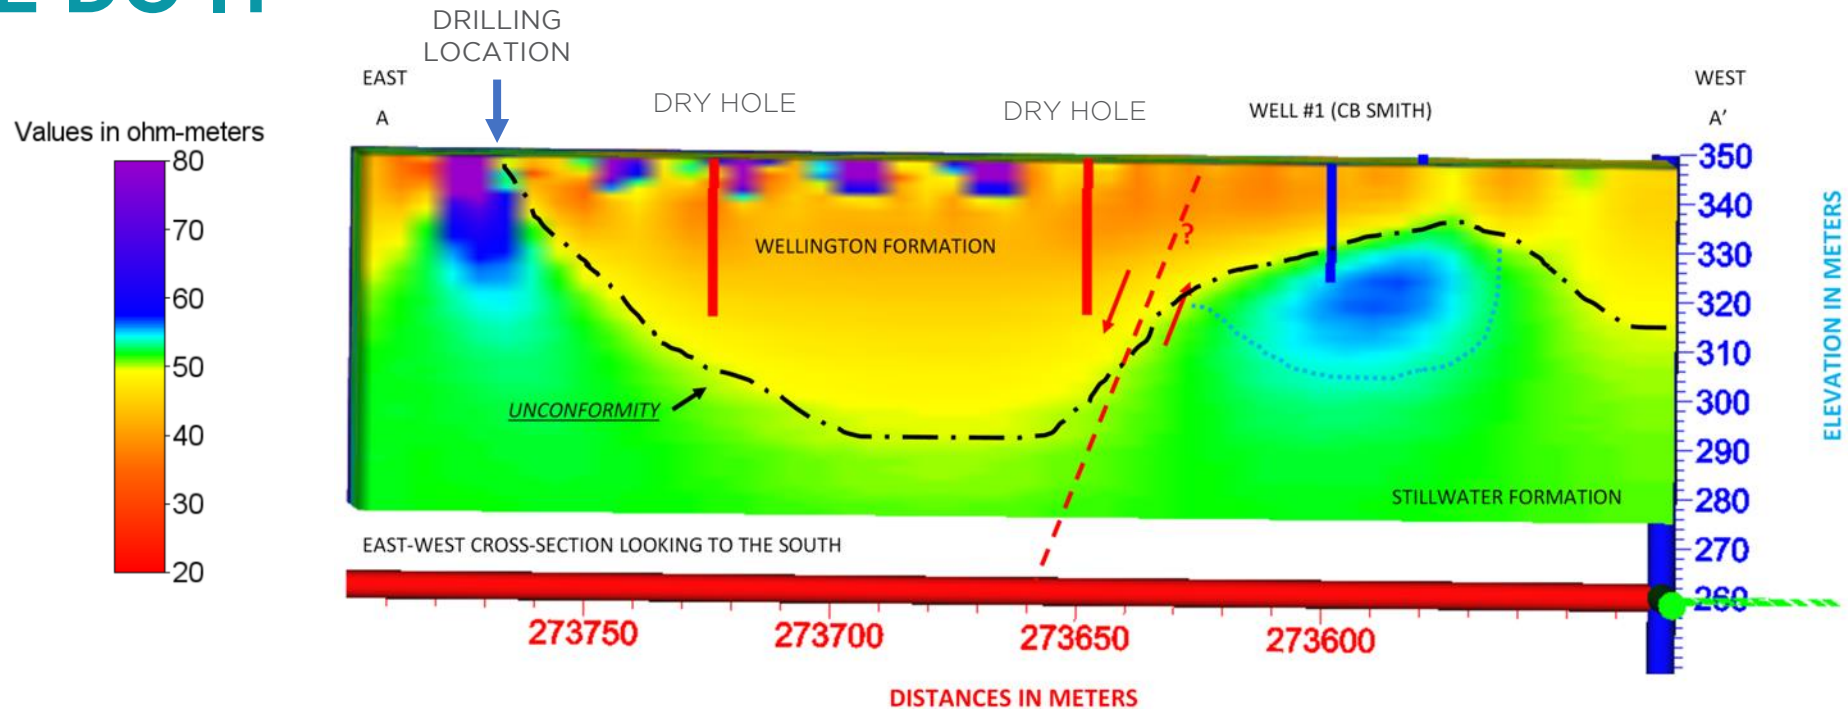 DRILLING
LOCATION
EAST
A
DRY HOLE
DRY HOLE
WELL #1 (CB SMITH)
WEST
A'
Values in ohm-meters
80
70
60
50
40
30
20
350
340
330
320
310
300
290
280
270
260
ELEVATION IN METERS
WELLINGTON FORMATION
?
UNCONFORMITY
STILLWATER FORMATION
EAST-WEST CROSS-SECTION LOOKING TO THE SOUTH
273750
273700
273650
273600
DISTANCES IN METERS